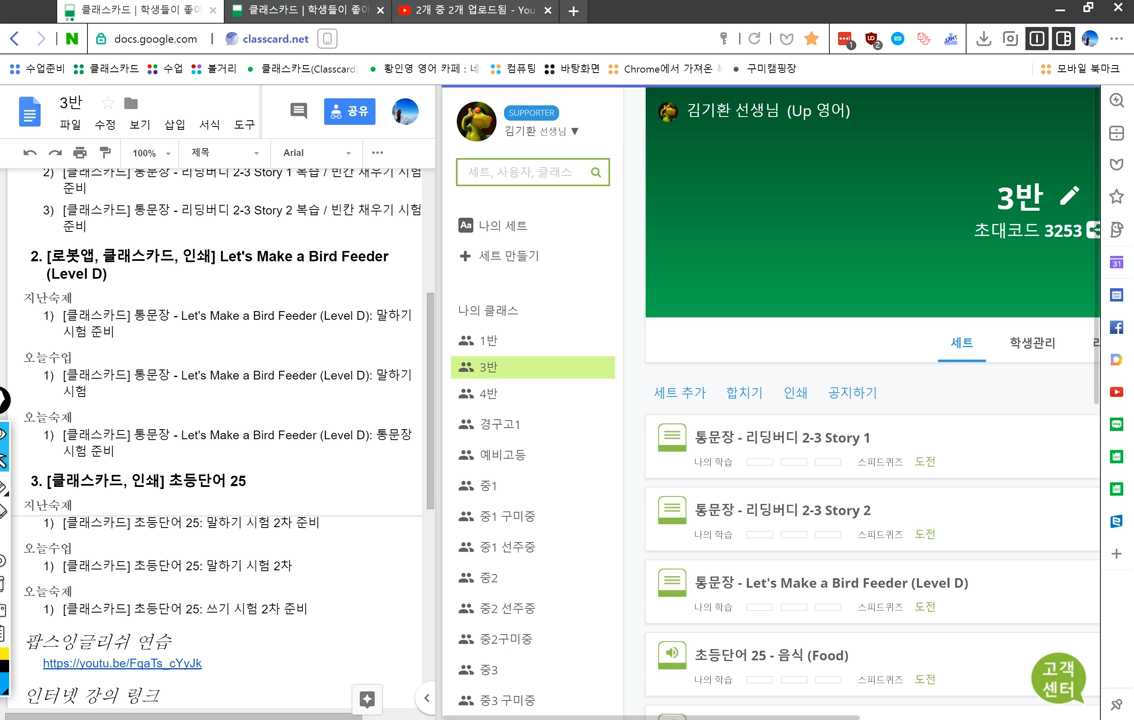 클래스카드 | 학생들이 좋아
클래스카드 | 학생들이 좋아
2개 중 2개 업로드됨 - You
docs.google.com
classcard.net
수업준비
클래스카드
수업
볼거리
클래스카드(Classcard
황인영 영어 카페 : 네
컴퓨팅
바탕화면
Chrome에서 가져온
구미캠핑장
모바일 북마크
3반
파일 수정 보기 삽입 서식 도구
공유
100% 제목 Arial
2) [클래스카드] 통문장 - 리딩버디 2-3 Story 1 복습 / 빈칸 채우기 시험
준비
3) [클래스카드] 통문장 - 리딩버디 2-3 Story 2 복습 / 빈칸 채우기 시험
준비
2. [로봇앱, 클래스카드, 인쇄] Let's Make a Bird Feeder
(Level D)
지난숙제
1) [클래스카드] 통문장 - Let's Make a Bird Feeder (Level D): 말하기
시험 준비
오늘수업
1) [클래스카드] 통문장 - Let's Make a Bird Feeder (Level D): 말하기
시험
오늘숙제
1) [클래스카드] 통문장 - Let's Make a Bird Feeder (Level D): 통문장
시험 준비
3. [클래스카드, 인쇄] 초등단어 25
지난숙제
1) [클래스카드] 초등단어 25: 말하기 시험 2차 준비
오늘수업
1) [클래스카드] 초등단어 25: 말하기 시험 2차
오늘숙제
1) [클래스카드] 초등단어 25: 쓰기 시험 2차 준비
팝스잉글리쉬 연습
https://youtu.be/FqaTs_cYyJk
인터넷 강의 링크
SUPPORTER
김기환 선생님 ▼
세트, 사용자, 클래스
나의 세트
세트 만들기
나의 클래스
1반
3반
4반
경구고1
예비고등
중1
중1 구미중
중1 선주중
중2
중2 선주중
중2구미중
중3
중3 구미중
김기환 선생님 (Up 영어)
3반
초대코드 3253
세트 학생관리
세트 추가 합치기 인쇄 공지하기
통문장 - 리딩버디 2-3 Story 1
나의 학습 스피드퀴즈 도전
통문장 - 리딩버디 2-3 Story 2
나의 학습 스피드퀴즈 도전
통문장 - Let's Make a Bird Feeder (Level D)
나의 학습 스피드퀴즈 도전
초등단어 25 - 음식 (Food)
나의 학습 스피드퀴즈 도전
고객
센터